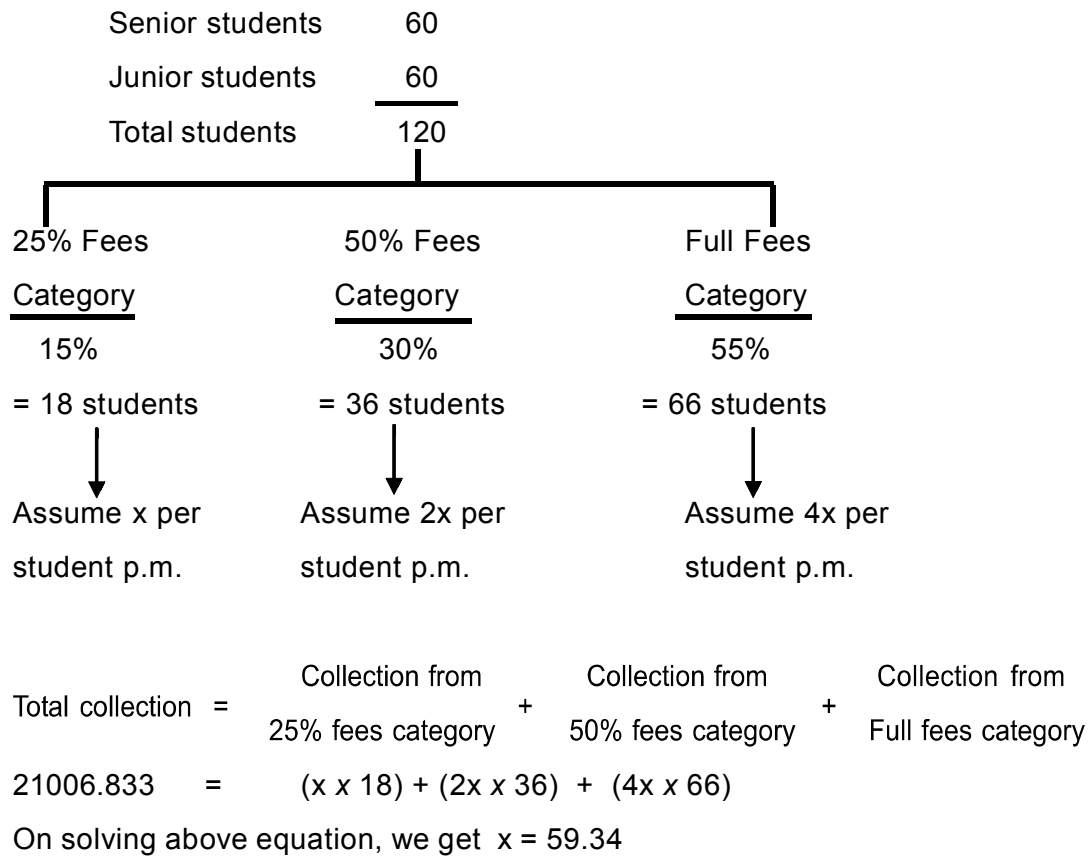 Senior students 60
Junior students 60
Total students 120
25% Fees 50% Fees Full Fees
Category Category Category
15% 30% 55%
= 18 students = 36 students = 66 students
Assume x per Assume 2x per Assume 4x per
student p.m. student p.m. student p.m.
Collection from Collection from Collection from
Total collection = + +
25% fees category 50% fees category Full fees category
21006.833 = (x x 18) + (2x x 36) + (4x x 66)
On solving above equation, we get x = 59.34